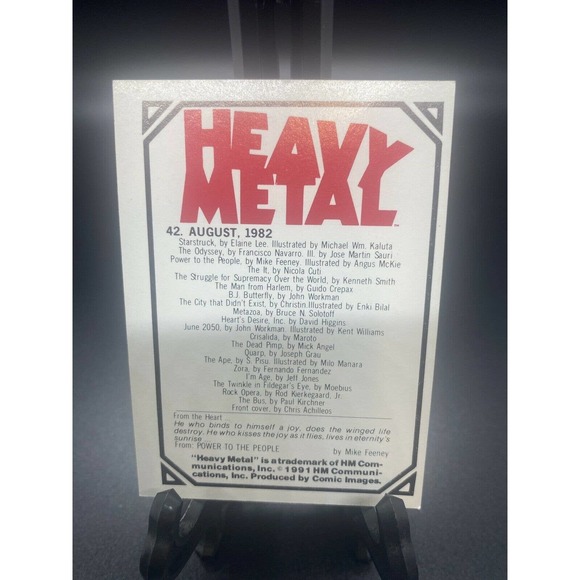 HEAVY
METAL™
42. AUGUST, 1982
Starstruck, by Elaine Lee. Illustrated by Michael Wm. Kaluta
The Odyssey, by Francisco Navarro. Ill. by Jose Martin Sauri
Power to the People, by Mike Feeney. Illustrated by Angus McKie
The It, by Nicola Cuti
The Struggle for Supremacy Over the World, by Kenneth Smith
The Man from Harlem, by Guido Crepax
B.J. Butterfly, by John Workman
The City that Didn't Exist, by Christin.Illustrated by Enki Bilal
Metazoa, by Bruce N. Solotoff
Heart's Desire, Inc. by David Higgins
June 2050, by John Workman. Illustrated by Kent Williams
Crisalida, by Maroto
The Dead Pimp, by Mick Angel
Quarp, by Joseph Grau
The Ape, by S. Pisu. Illustrated by Milo Manara
Zora, by Fernando Fernandez
I'm Age, by Jeff Jones
The Twinkle in Fildegar's Eye, by Moebius
Rock Opera, by Rod Kierkegaard, Jr.
The Bus, by Paul Kirchner
Front cover, by Chris Achilleos
From the Heart
He who binds to himself a joy, does the winged life
destroy. He who kisses the joy as it flies, lives in eternity's
sunrise
From: POWER TO THE PEOPLE by Mike Feeney
"Heavy Metal" is a trademark of HM Com-
munications, Inc. © 1991 HM Communi-
cations, Inc. Produced by Comic Images.